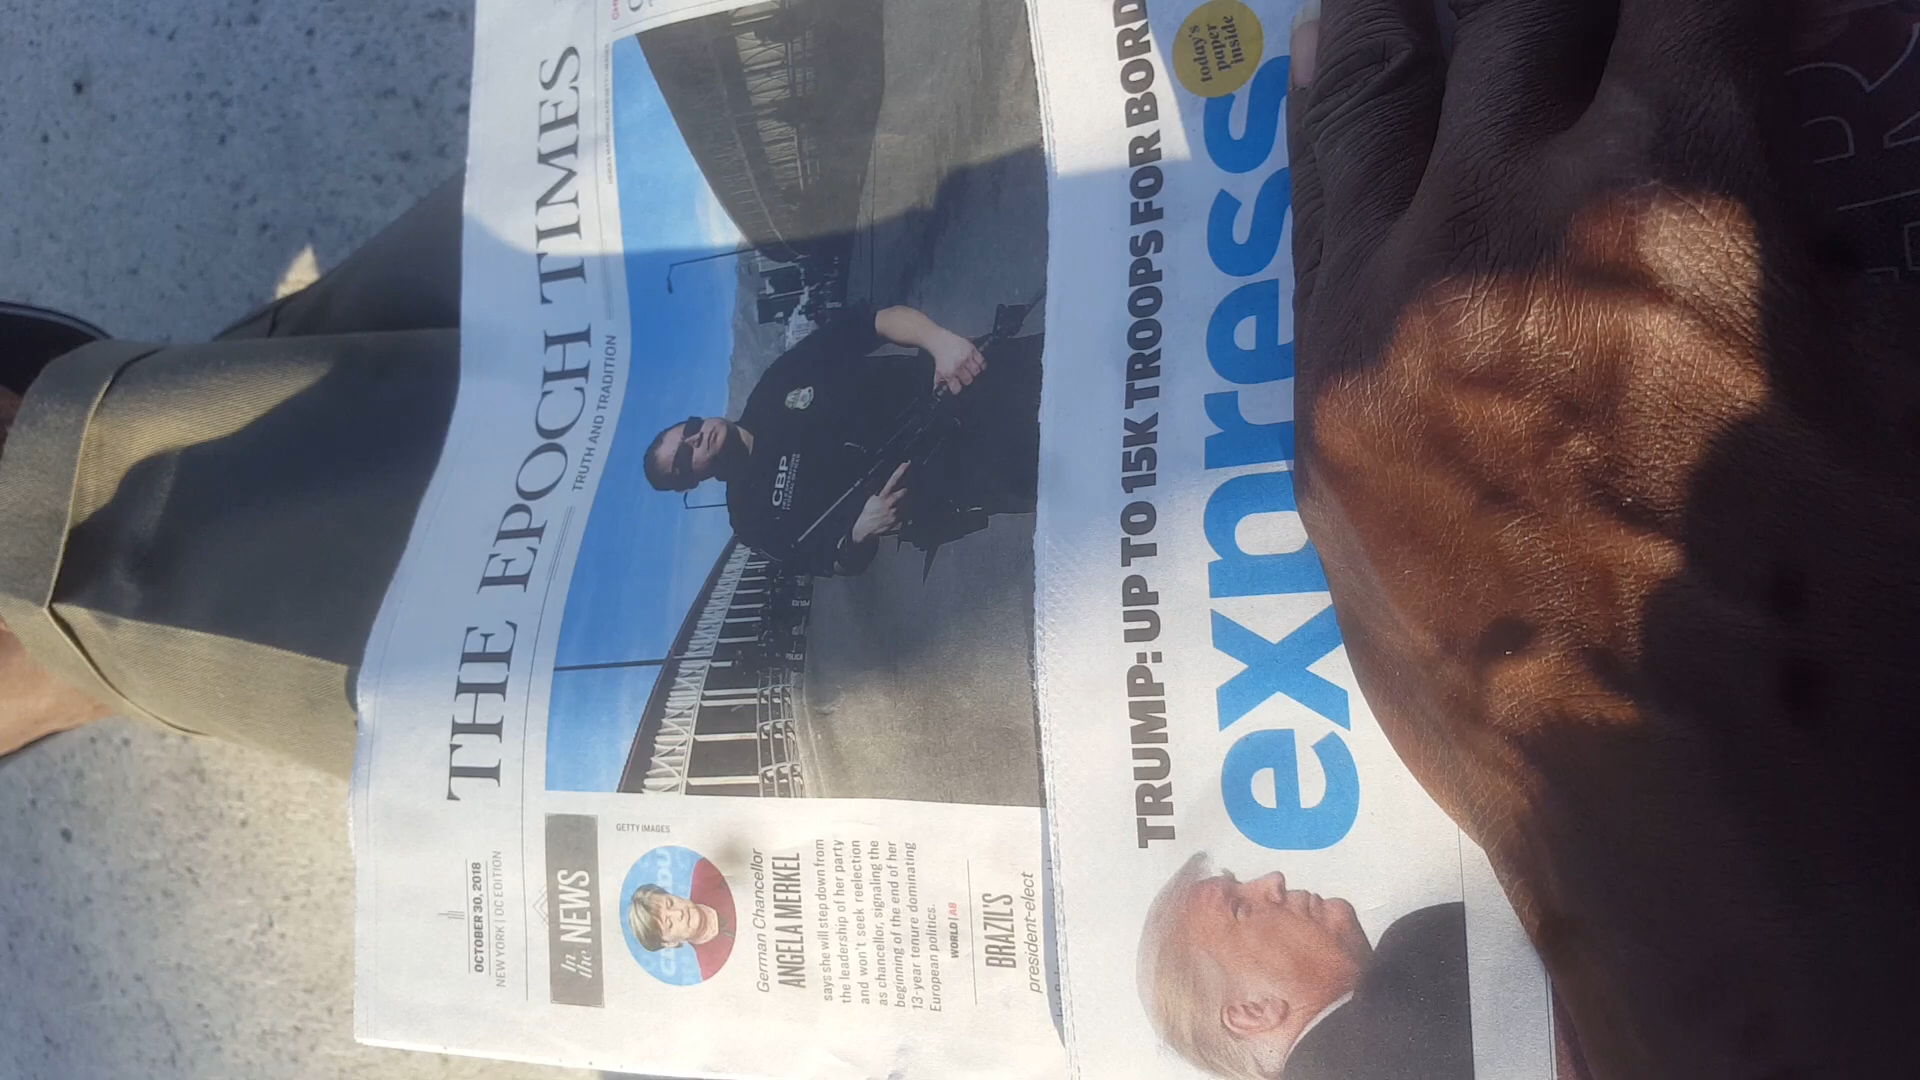 OCTOBER 30, 2018
NEW YORK | DC EDITION
THE EPOCH TIMES
TRUTH AND TRADITION
In the NEWS
GETTY IMAGES
German Chancellor
ANGELA MERKEL
says she will step down from
the leadership of her party
and won't seek reelection
as chancellor, signaling the
beginning of the end of her
13-year tenure dominating
European politics.
WORLD | A8
BRAZIL'S
president-elect
CBP
POLICE
TRUMP: UP TO 15K TROOPS FOR BORD
express
today's
paper
inside